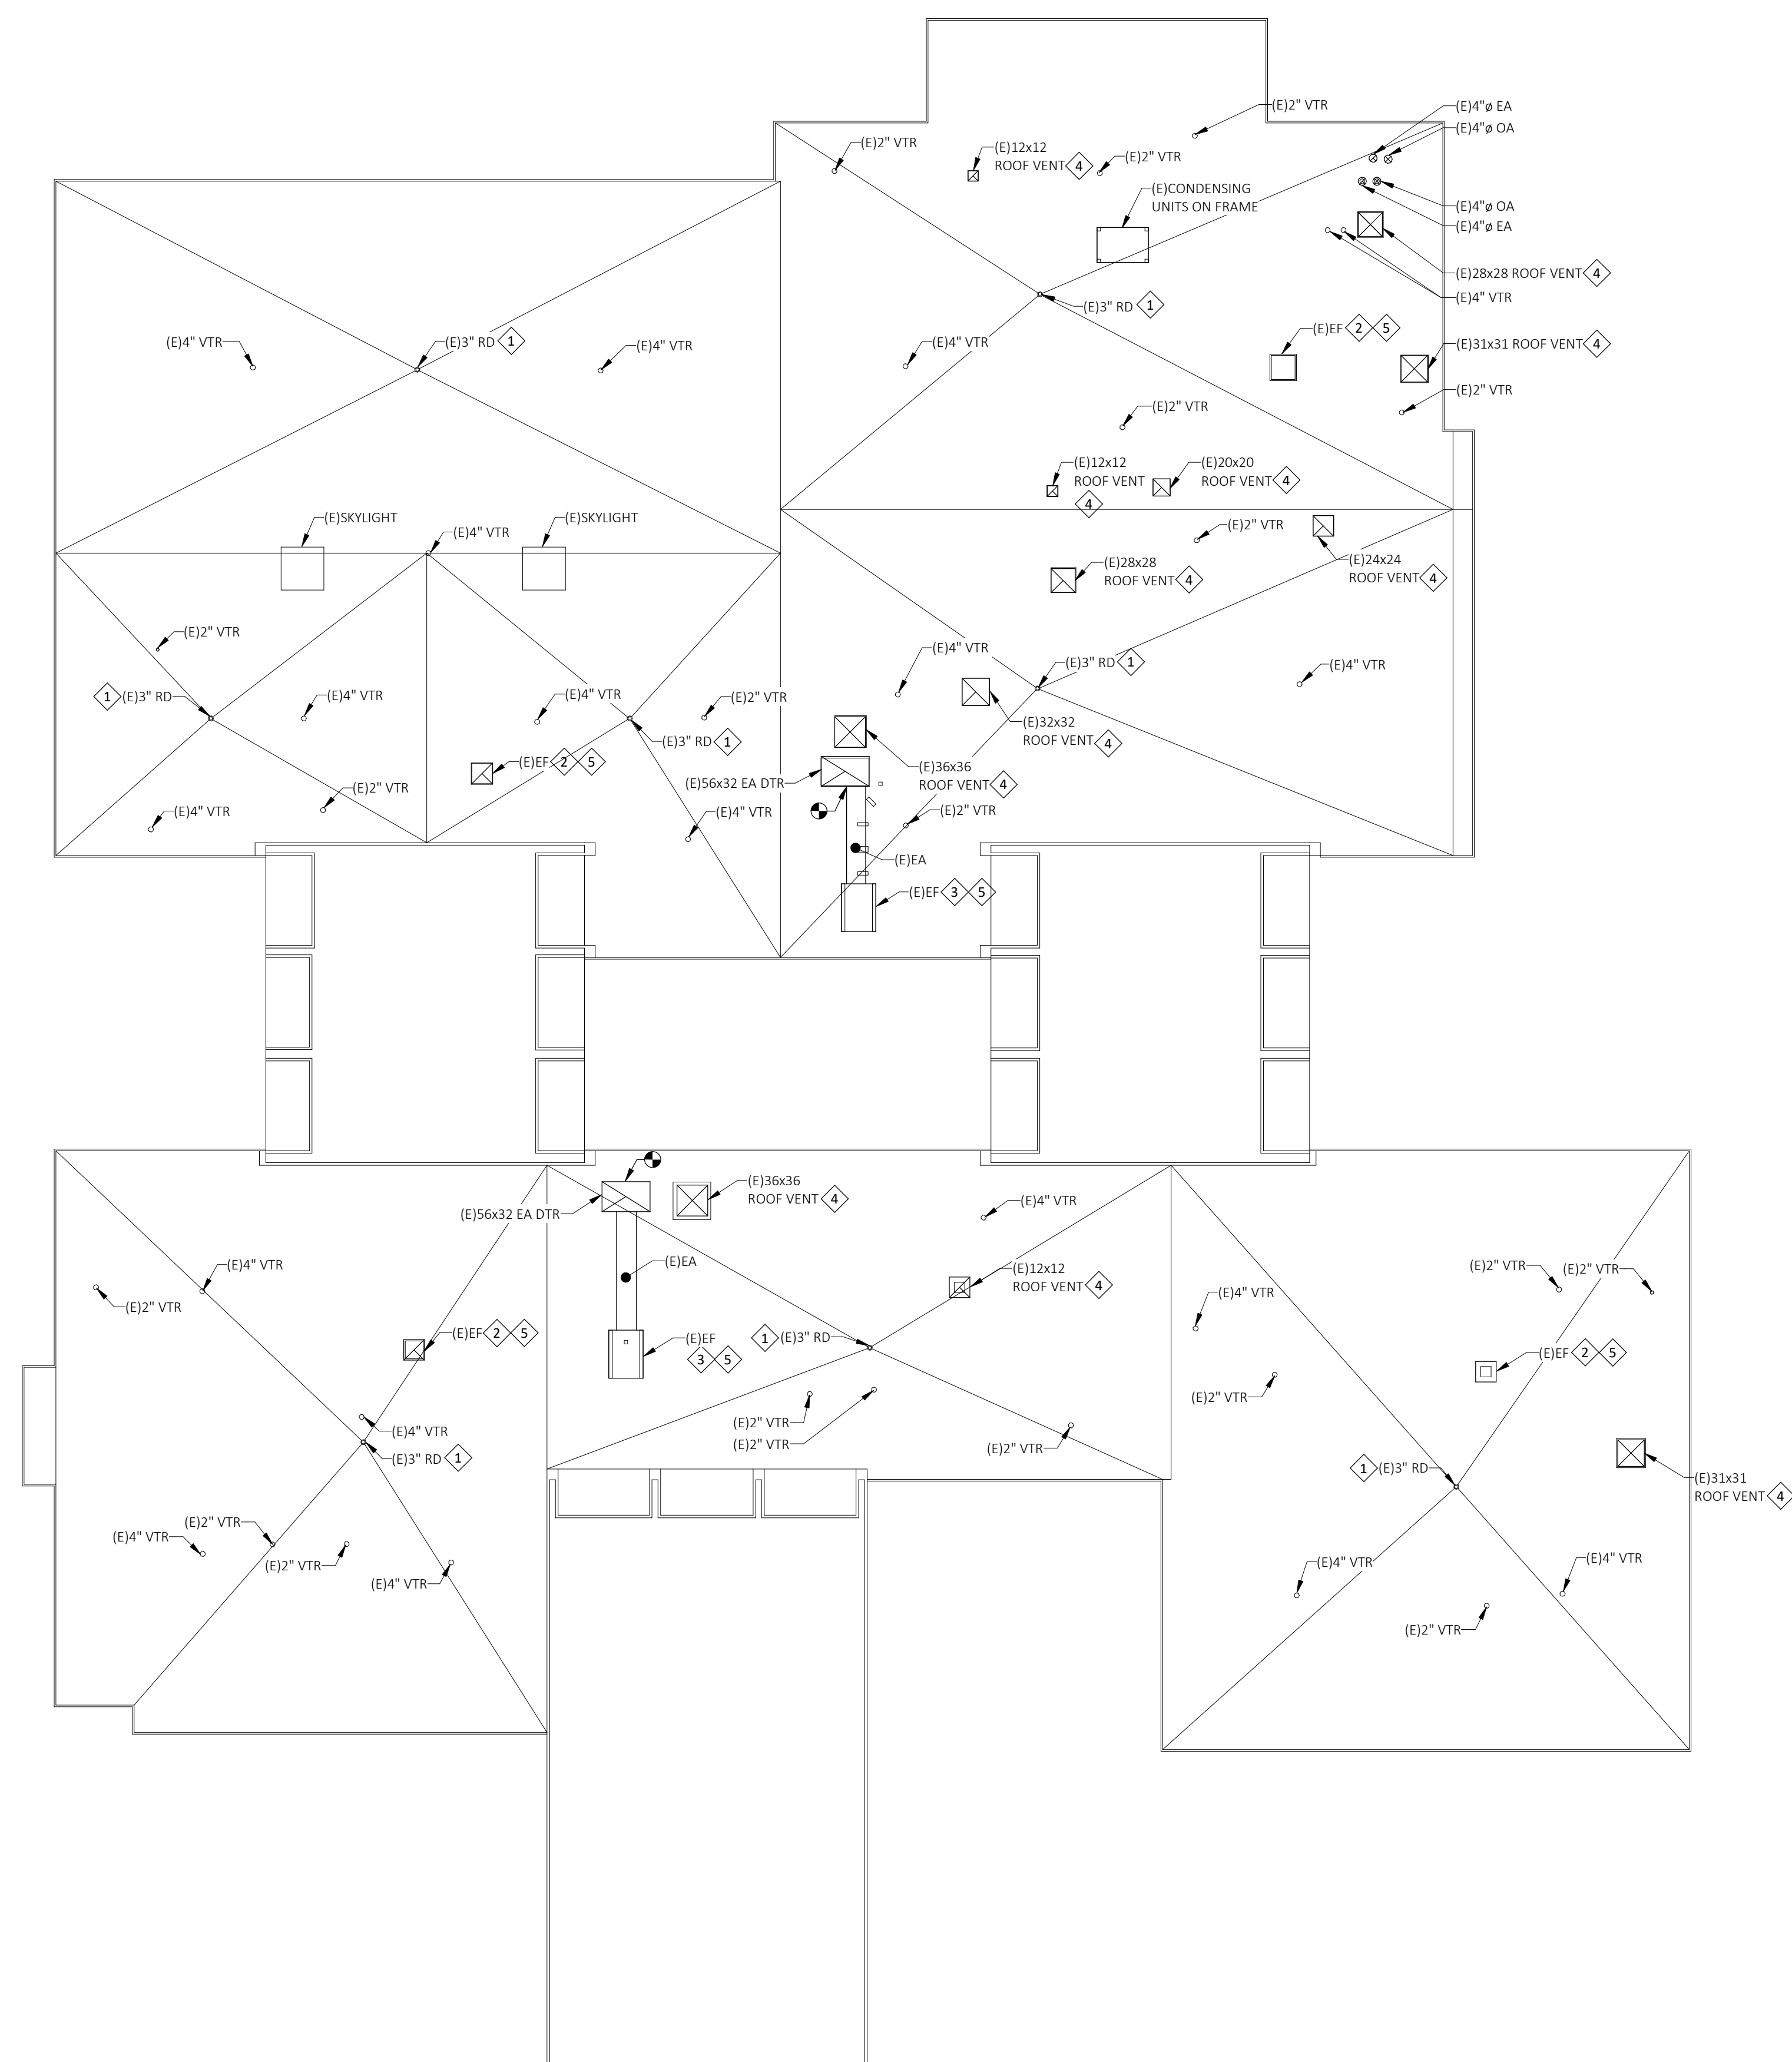 (E)2" VTR
(E)4"ø EA
(E)4"ø OA
(E)2" VTR
(E)12x12
ROOF VENT 4
(E)2" VTR
(E)CONDENSING
UNITS ON FRAME
(E)4"ø OA
(E)4"ø EA
(E)28x28 ROOF VENT 4
(E)4" VTR
(E)3" RD 1
(E)EF 2 5
(E)31x31 ROOF VENT 4
(E)4" VTR
(E)3" RD 1
(E)4" VTR
(E)4" VTR
(E)2" VTR
(E)2" VTR
(E)12x12
ROOF VENT
4
(E)20x20
ROOF VENT 4
(E)SKYLIGHT
(E)SKYLIGHT
(E)4" VTR
(E)2" VTR
(E)28x28
ROOF VENT 4
(E)24x24
ROOF VENT 4
(E)2" VTR
(E)4" VTR
(E)3" RD 1
(E)4" VTR
1 (E)3" RD
(E)4" VTR
(E)4" VTR
(E)2" VTR
(E)3" RD 1
(E)32x32
ROOF VENT 4
(E)EF 2 5
(E)56x32 EA DTR
(E)36x36
ROOF VENT 4
(E)2" VTR
(E)4" VTR
(E)4" VTR
(E)2" VTR
(E)EA
(E)EF 3 5
(E)36x36
ROOF VENT 4
(E)56x32 EA DTR
(E)4" VTR
(E)EA
(E)4" VTR
(E)2" VTR
(E)12x12
ROOF VENT 4
(E)2" VTR
(E)2" VTR
(E)4" VTR
(E)EF 2 5
(E)EF
3 5
1 (E)3" RD
(E)EF 2 5
(E)2" VTR
(E)4" VTR
(E)3" RD 1
(E)2" VTR
(E)2" VTR
(E)2" VTR
1 (E)3" RD
(E)31x31
ROOF VENT 4
(E)2" VTR
(E)4" VTR
(E)2" VTR
(E)4" VTR
(E)4" VTR
(E)4" VTR
(E)2" VTR